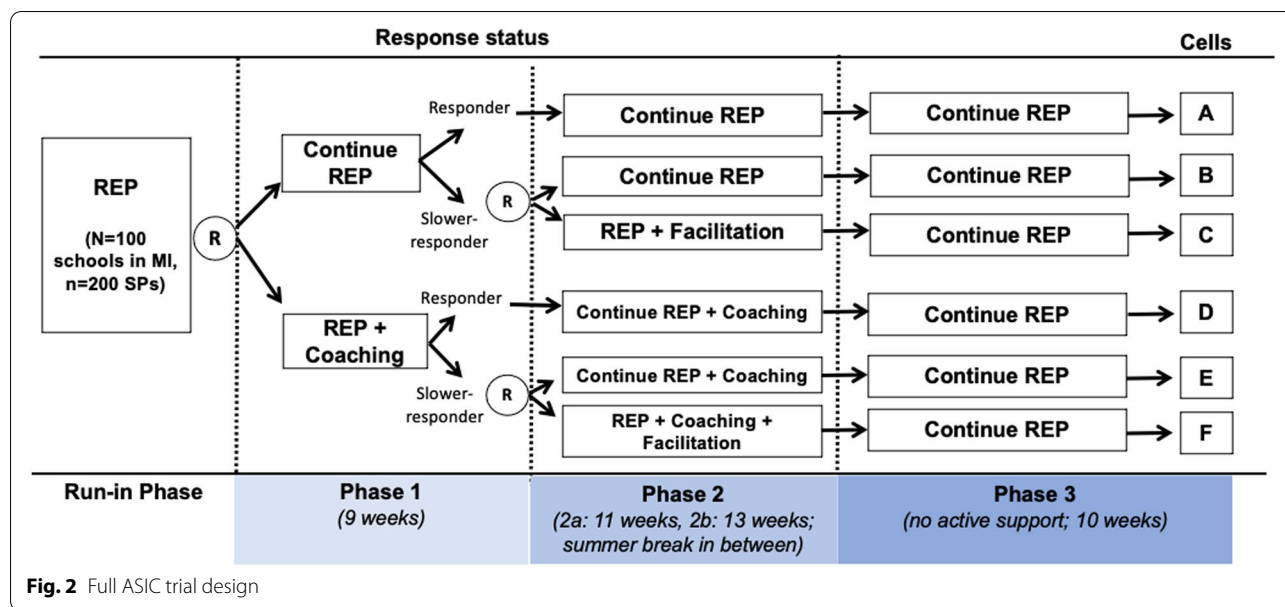 Response status
Cells
REP
(N=100
schools in MI,
n=200 SPs)
R
Continue
REP
Responder
Slower-
responder
R
Continue REP
Continue REP
A
Continue REP
Continue REP
B
REP + Facilitation
Continue REP
C
REP +
Coaching
Responder
Slower-
responder
R
Continue REP + Coaching
Continue REP
D
Continue REP + Coaching
Continue REP
E
REP + Coaching +
Facilitation
Continue REP
F
Run-in Phase
Phase 1
(9 weeks)
Phase 2
(2a: 11 weeks, 2b: 13 weeks;
summer break in between)
Phase 3
(no active support; 10 weeks)
Fig. 2 Full ASIC trial design